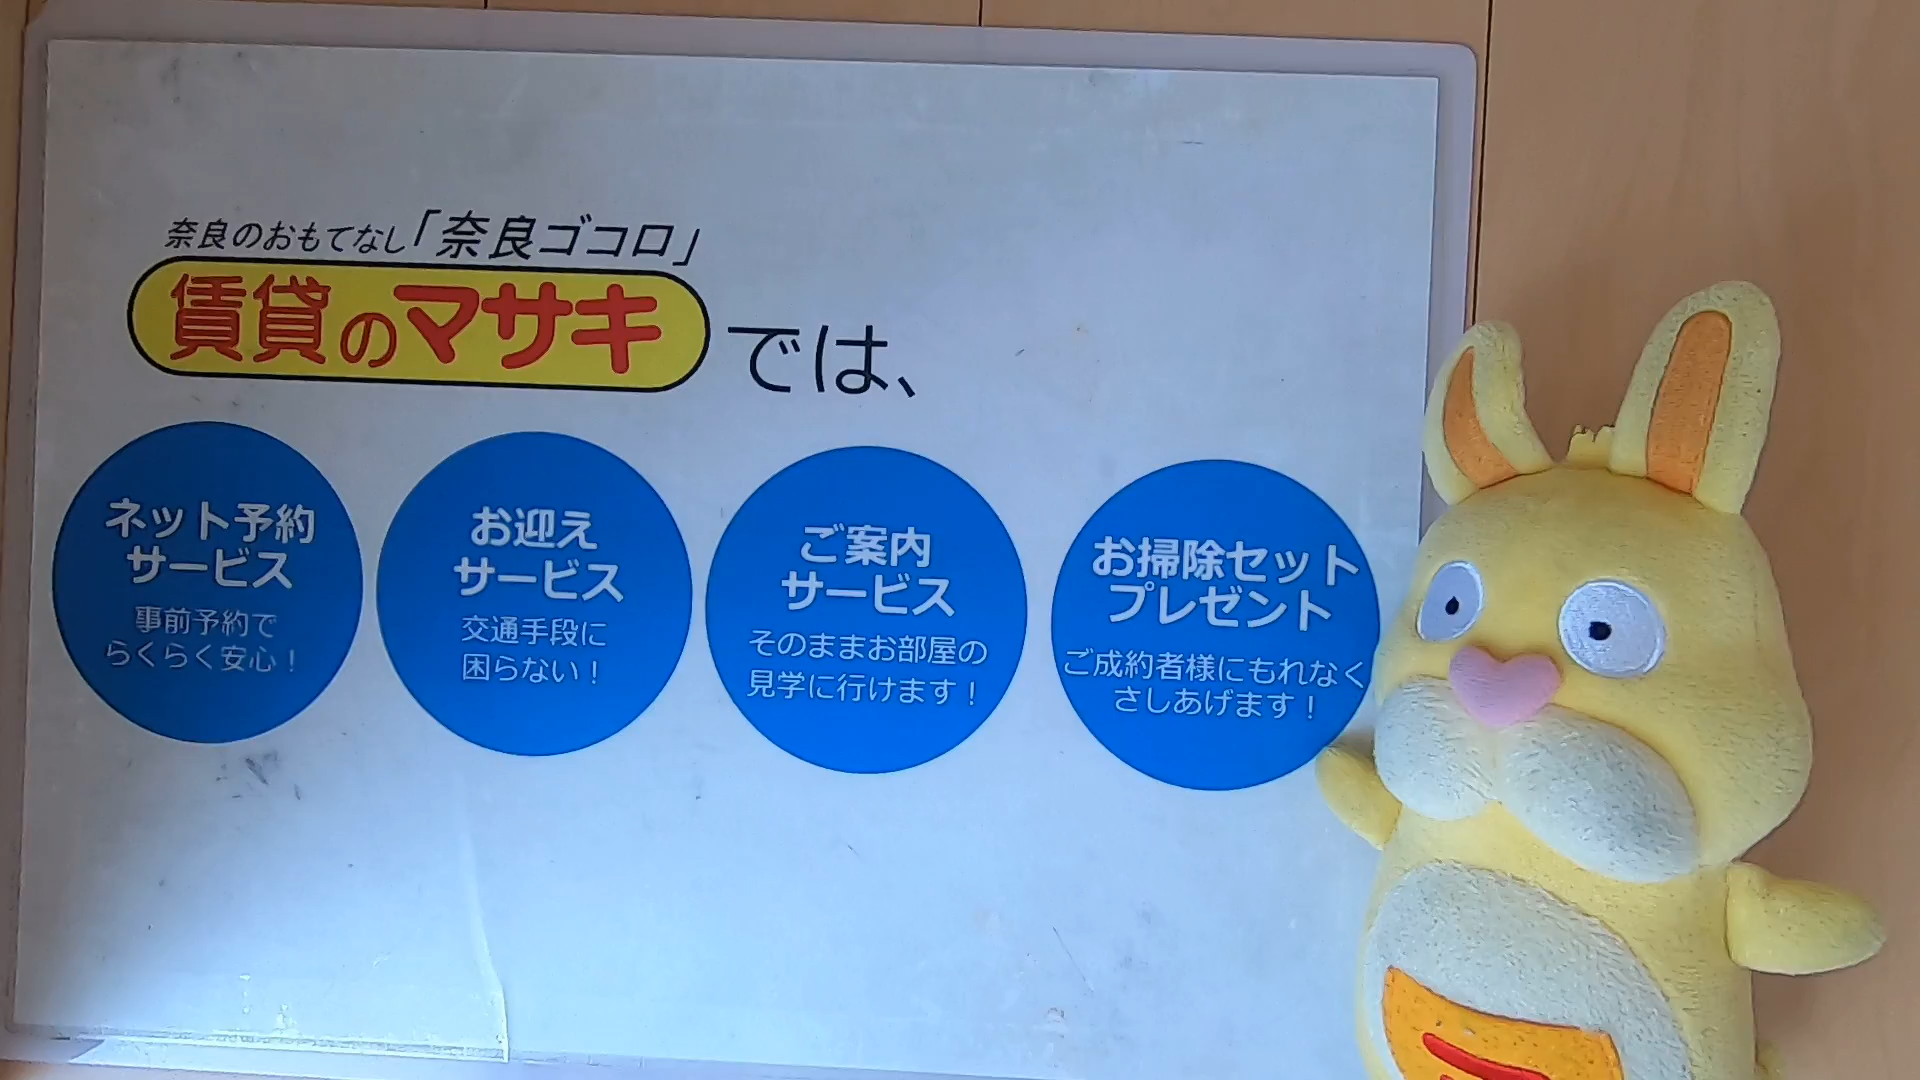 奈良のおもてなし「奈良ゴコロ」
賃貸のマサキでは、
ネット予約
サービス
事前予約で
らくらく安心！
お迎え
サービス
交通手段に
困らない！
ご案内
サービス
そのままお部屋の
見学に行けます！
お掃除セット
プレゼント
ご成約者様にもれなく
さしあげます！